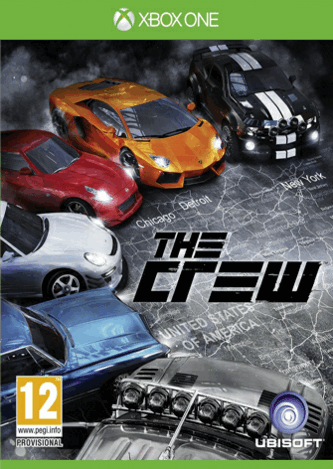 XBOX ONE
New York
Detroit
Chicago
THE
CREW
UNITED STATES
OF AMERICA
12
www.pegi.info
PROVISIONAL
UBISOFT